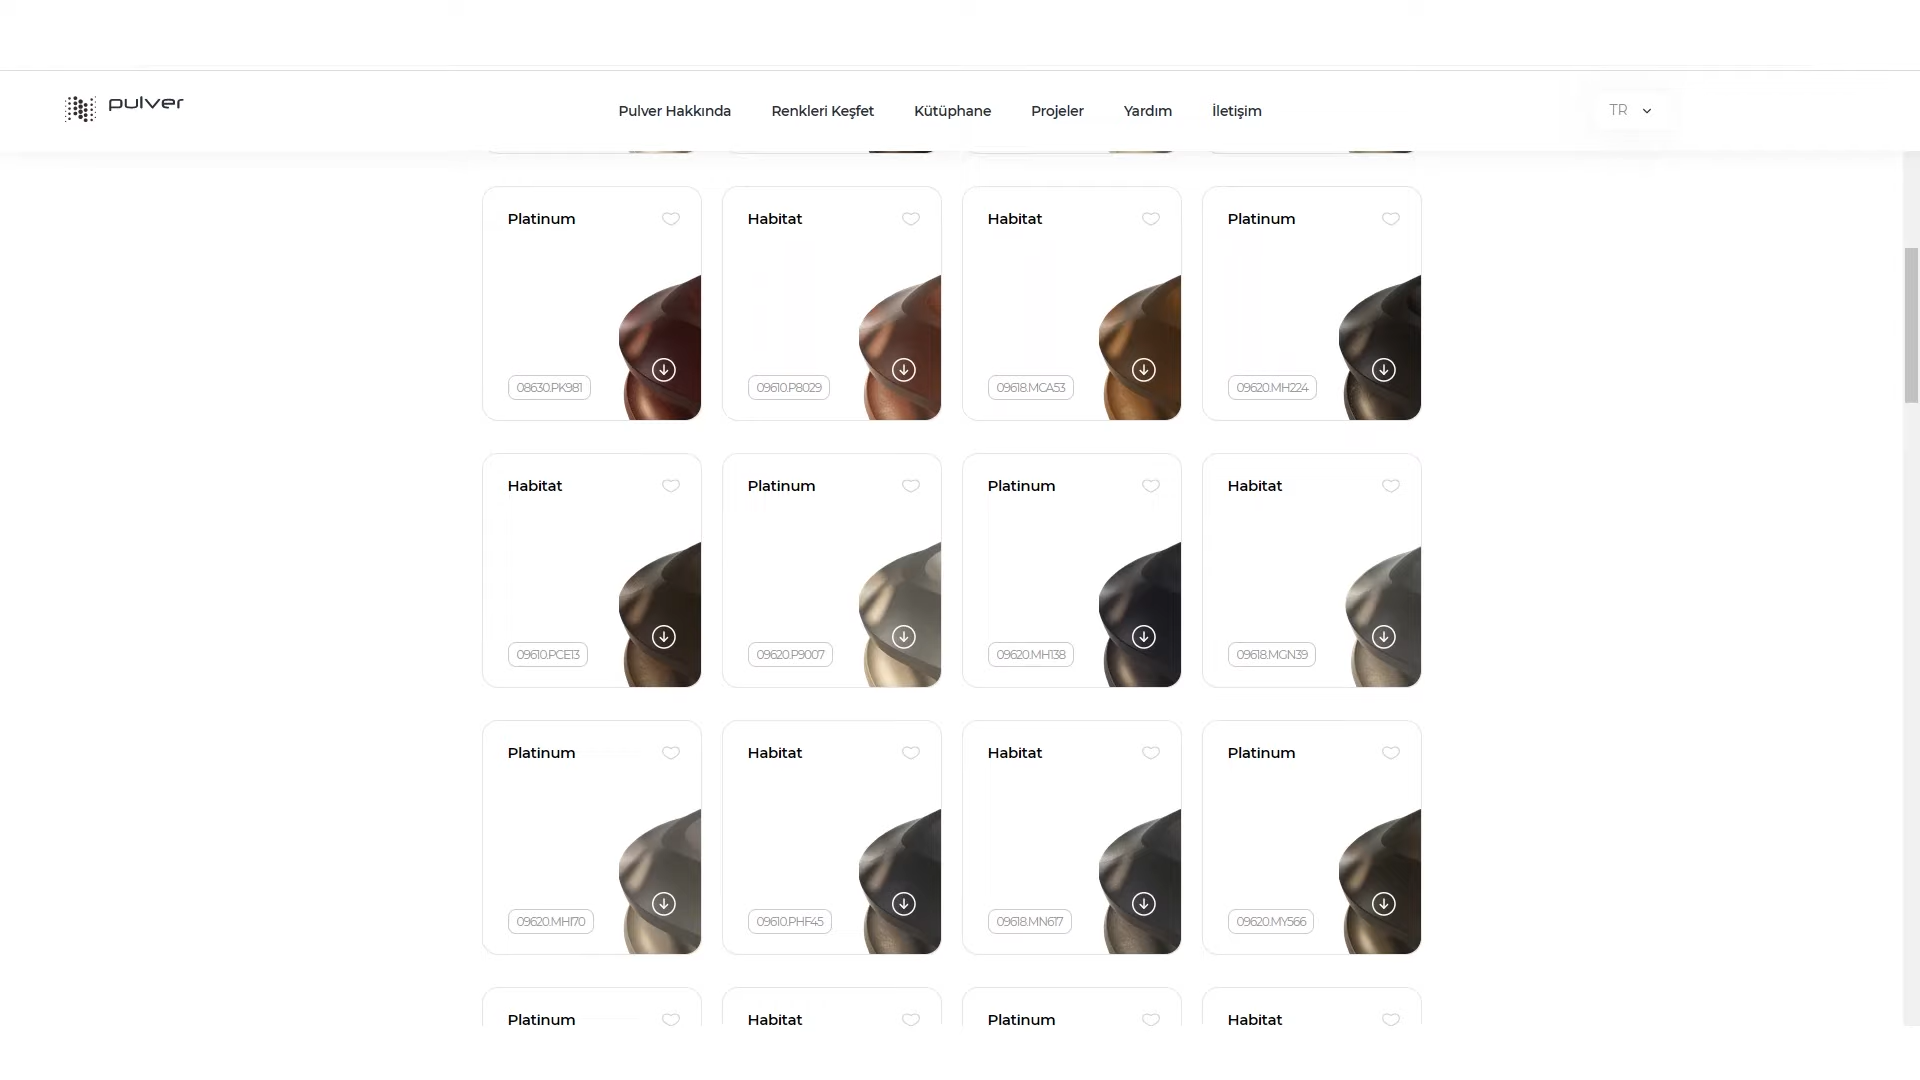 pulver
Pulver Hakkında Renkleri Keşfet Kütüphane Projeler Yardım İletişim TR
Platinum Habitat Habitat Platinum
08630.PK981 09610.P8029 09618.MCA53 09620.MH224
Habitat Platinum Platinum Habitat
09610.PCE13 09620.P9007 09620.MH138 09618.MGN39
Platinum Habitat Habitat Platinum
09620.MH170 09610.PHF45 09618.MN617 09620.MY566
Platinum Habitat Platinum Habitat